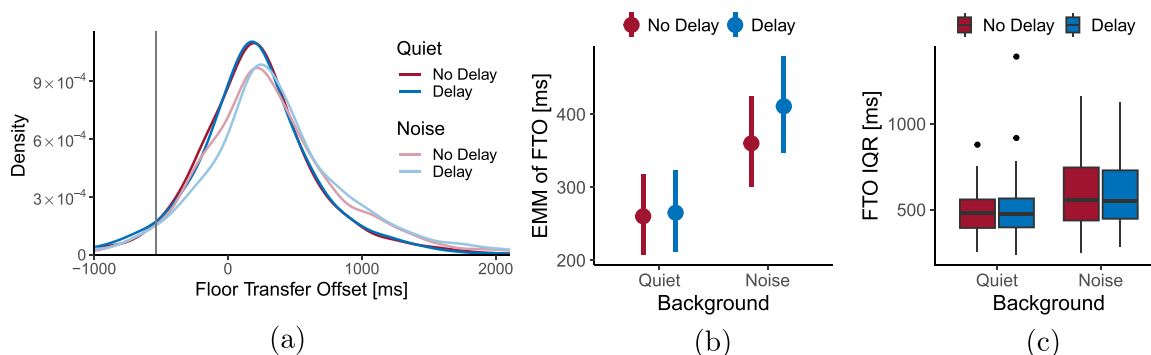 Density
9×10⁻⁴
6×10⁻⁴
3×10⁻⁴
0
−1000
0
1000
2000
Floor Transfer Offset [ms]
Quiet
No Delay
Delay
Noise
No Delay
Delay
(a)
No Delay
Delay
EMM of FTO [ms]
400
300
200
Quiet
Noise
Background
(b)
No Delay
Delay
FTO IQR [ms]
1000
500
Quiet
Noise
Background
(c)